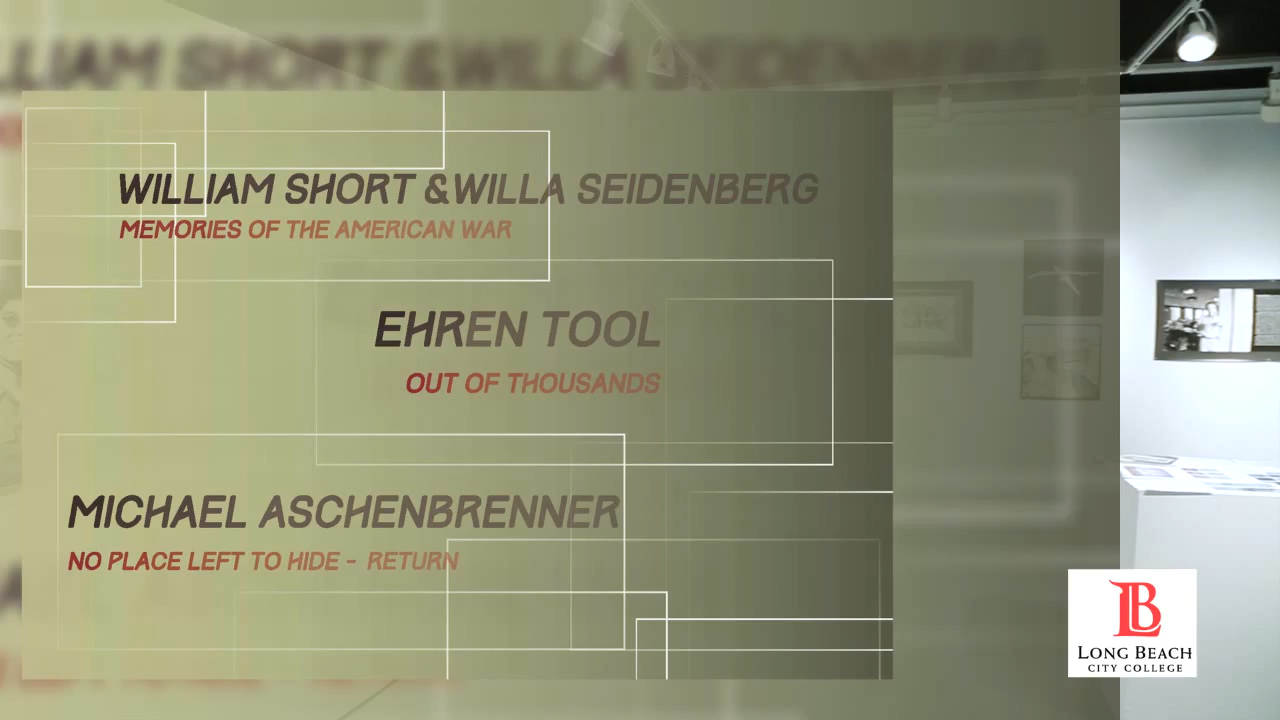 WILLIAM SHORT & WILLA SEIDENBERG
MEMORIES OF THE AMERICAN WAR
EHREN TOOL
OUT OF THOUSANDS
MICHAEL ASCHENBRENNER
NO PLACE LEFT TO HIDE - RETURN
LB
LONG BEACH
CITY COLLEGE